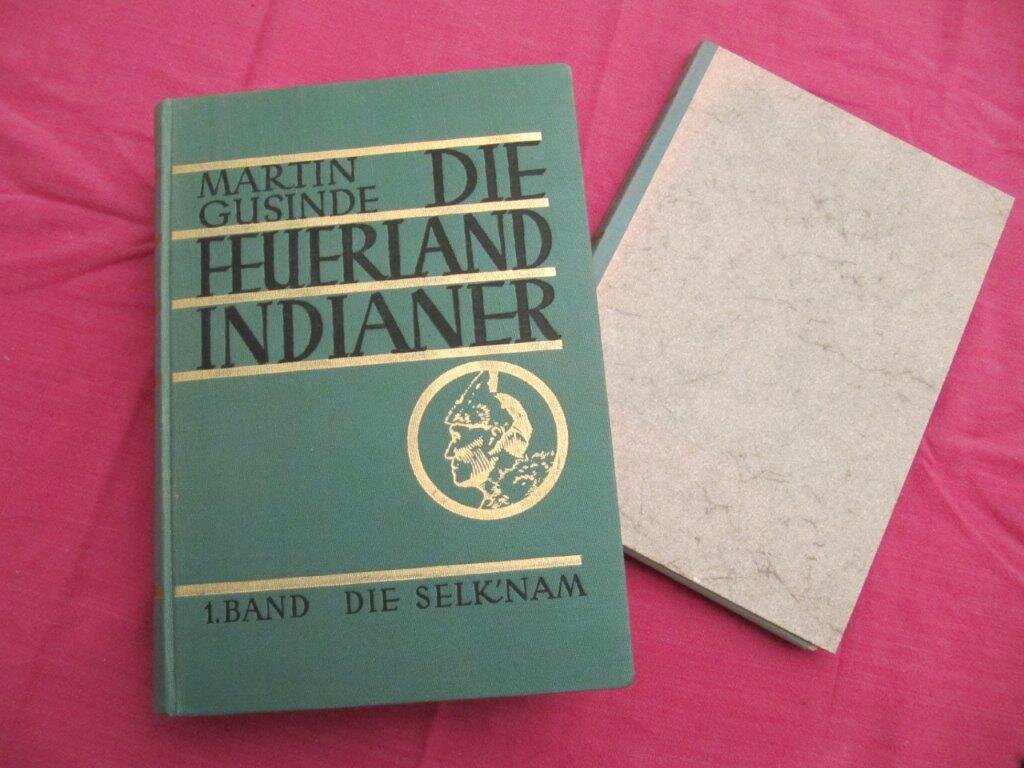 MARTIN
GUSINDE
DIE
FEUERLAND
INDIANER
1. BAND DIE SELK'NAM